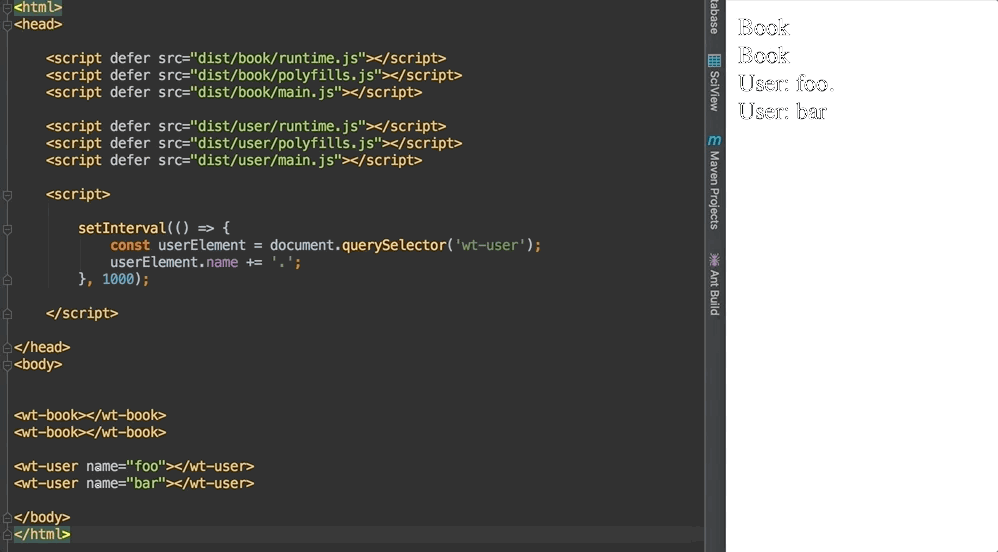 <html>
<head>
<script defer src="dist/book/runtime.js"></script>
<script defer src="dist/book/polyfills.js"></script>
<script defer src="dist/book/main.js"></script>
<script defer src="dist/user/runtime.js"></script>
<script defer src="dist/user/polyfills.js"></script>
<script defer src="dist/user/main.js"></script>
<script>
setInterval(() => {
const userElement = document.querySelector('wt-user');
userElement.name += '.';
}, 1000);
</script>
</head>
<body>
<wt-book></wt-book>
<wt-book></wt-book>
<wt-user name="foo"></wt-user>
<wt-user name="bar"></wt-user>
</body>
</html>
tabase
SciView
m Maven Projects
Ant Build
Book
Book
User: foo.
User: bar